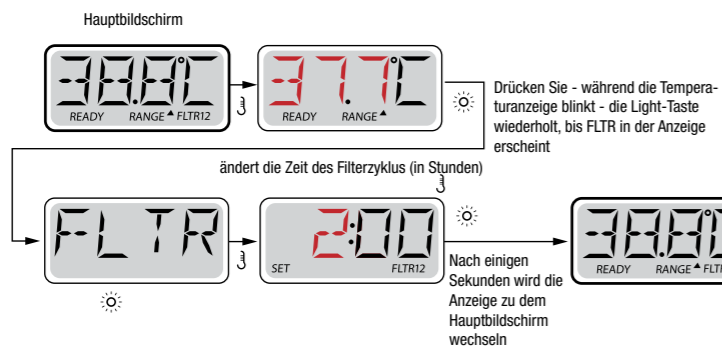 Hauptbildschirm
38.8°C
READY RANGE FLTR12
37.7°C
READY RANGE
Drücken Sie - während die Tempera-
turanzeige blinkt - die Light-Taste
wiederholt, bis FLTR in der Anzeige
erscheint
ändert die Zeit des Filterzyklus (in Stunden)
FLTR
2:00
SET FLTR12
Nach einigen
Sekunden wird die
Anzeige zu dem
Hauptbildschirm
wechseln
38.8°
READY RANGE